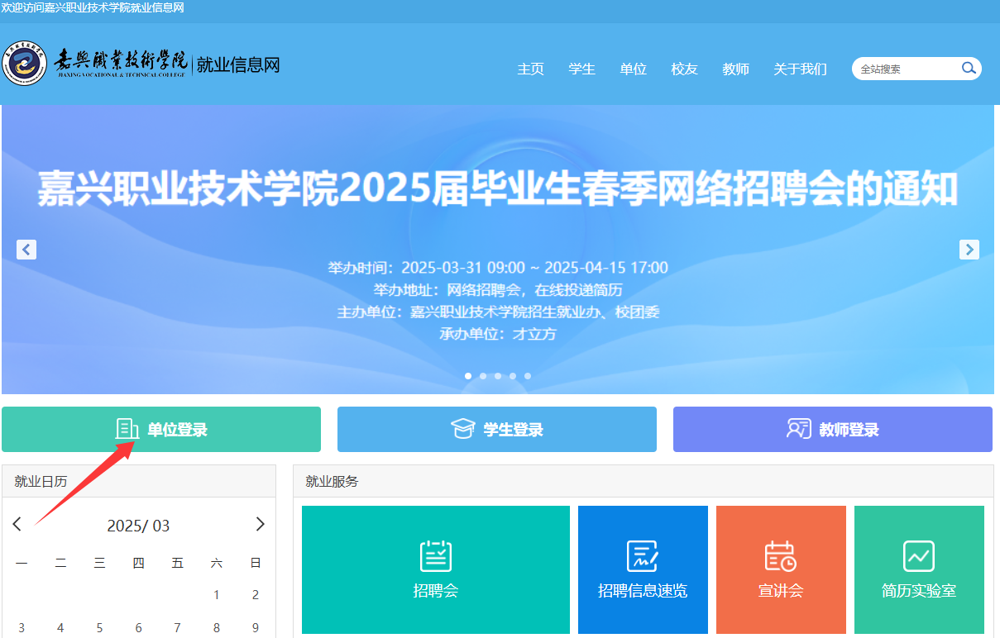 欢迎访问嘉兴职业技术学院就业信息网
嘉興職業技術學院
JIAXING VOCATIONAL & TECHNICAL COLLEGE
就业信息网
主页 学生 单位 校友 教师 关于我们 全站搜索
嘉兴职业技术学院2025届毕业生春季网络招聘会的通知
举办时间：2025-03-31 09:00 ~ 2025-04-15 17:00
举办地址：网络招聘会，在线投递简历
主办单位：嘉兴职业技术学院招生就业办、校团委
承办单位：才立方
单位登录 学生登录 教师登录
就业日历
2025/ 03
一 二 三 四 五 六 日
1 2
3 4 5 6 7 8 9
就业服务
招聘会 招聘信息速览 宣讲会 简历实验室